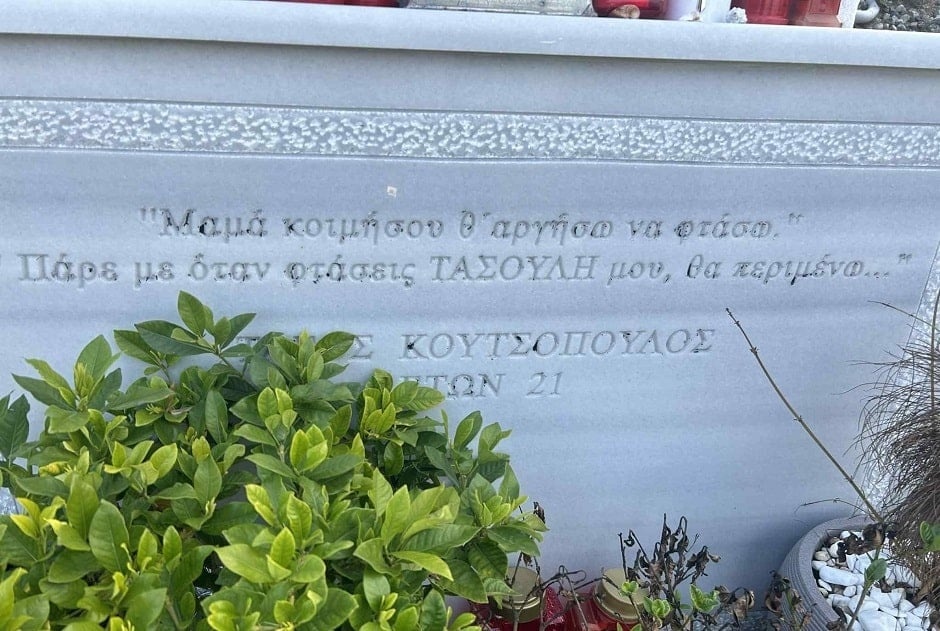 "Μαμά κοιμήσου θ΄αργήσω να φτάσω."
" Πάρε με όταν φτάσεις ΤΑΣΟΥΛΗ μου, θα περιμένω..."
ΚΟΥΤΣΟΠΟΥΛΟΣ
21